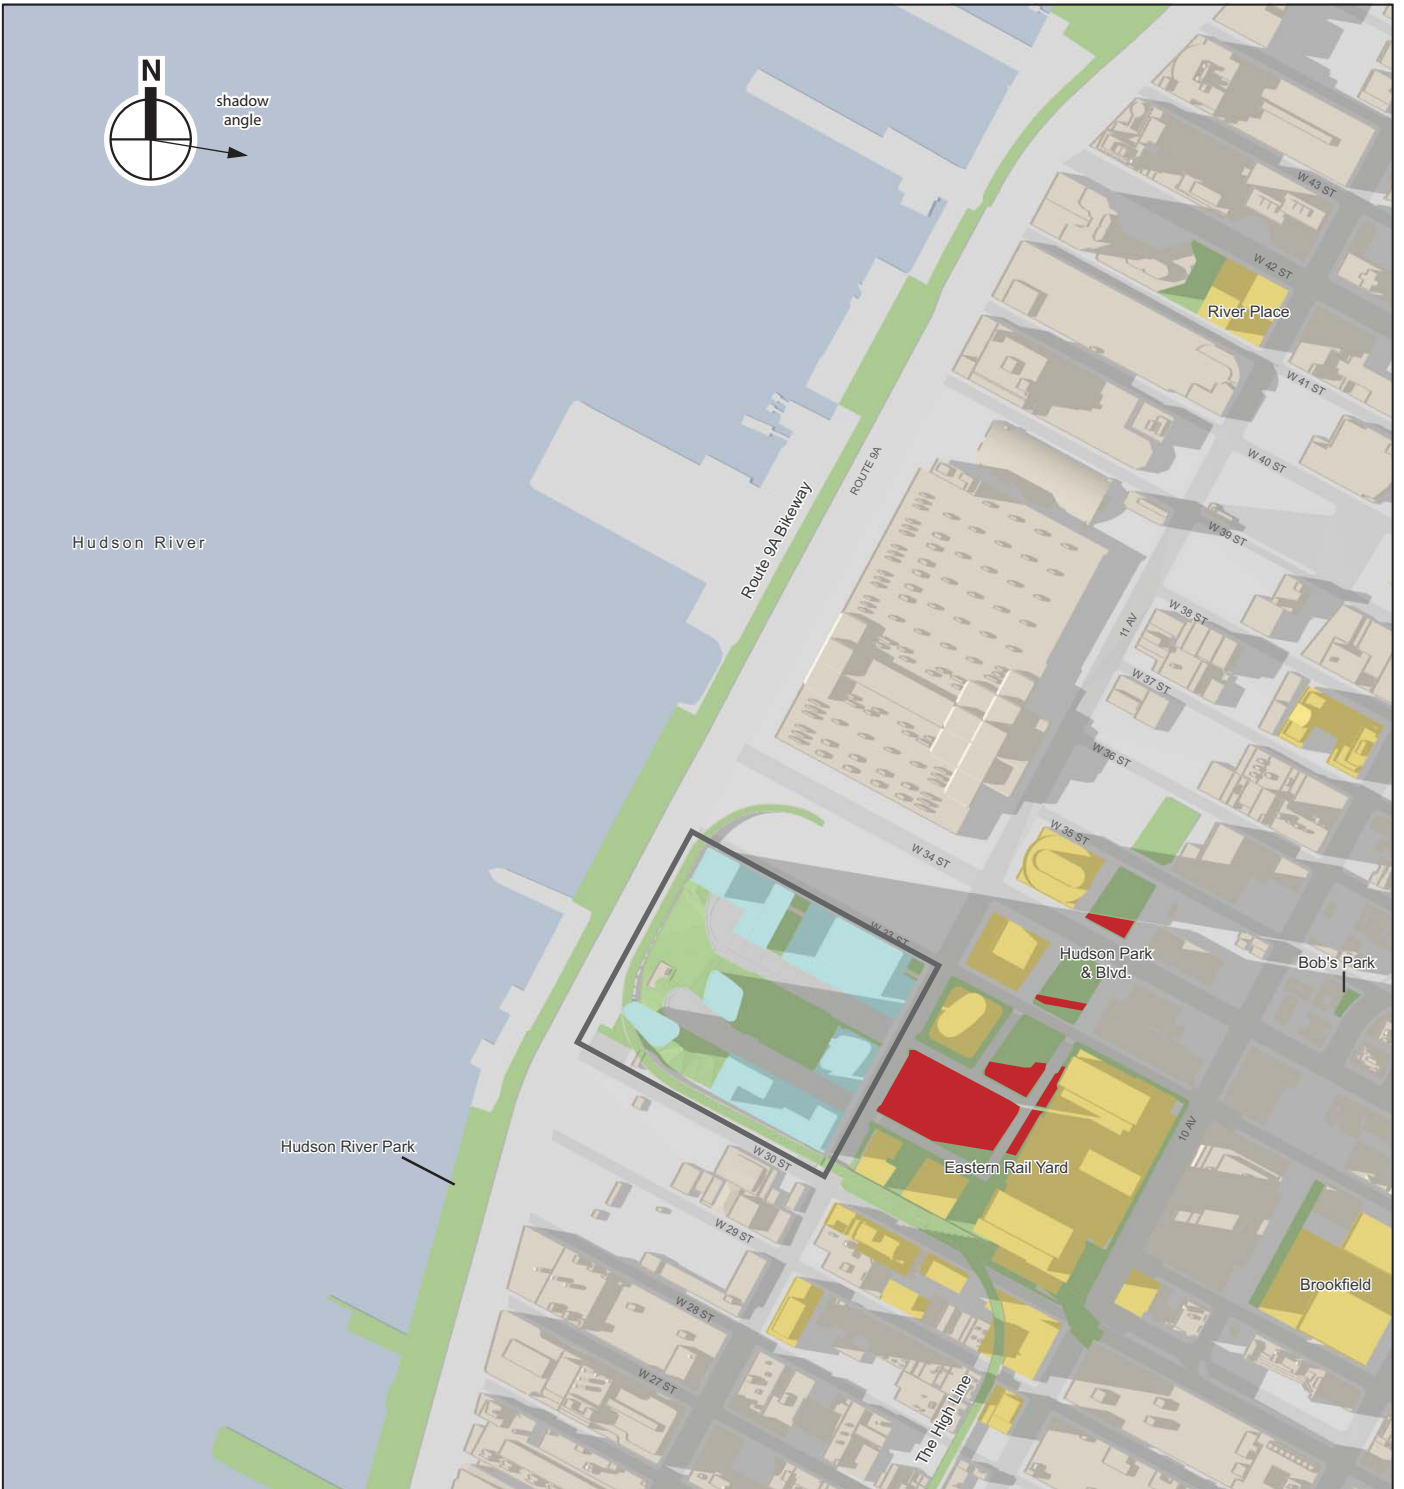 N
shadow
angle
W 43 ST
W 42 ST
River Place
W 41 ST
ROUTE 9A
W 40 ST
Route 9A Bikeway
W 39 ST
Hudson River
W 38 ST
11 AV
W 37 ST
W 36 ST
W 35 ST
W 34 ST
W 33 ST
Hudson Park
& Blvd.
Bob's Park
10 AV
Hudson River Park
W 30 ST
Eastern Rail Yard
W 29 ST
Brookfield
W 28 ST
W 27 ST
The High Line